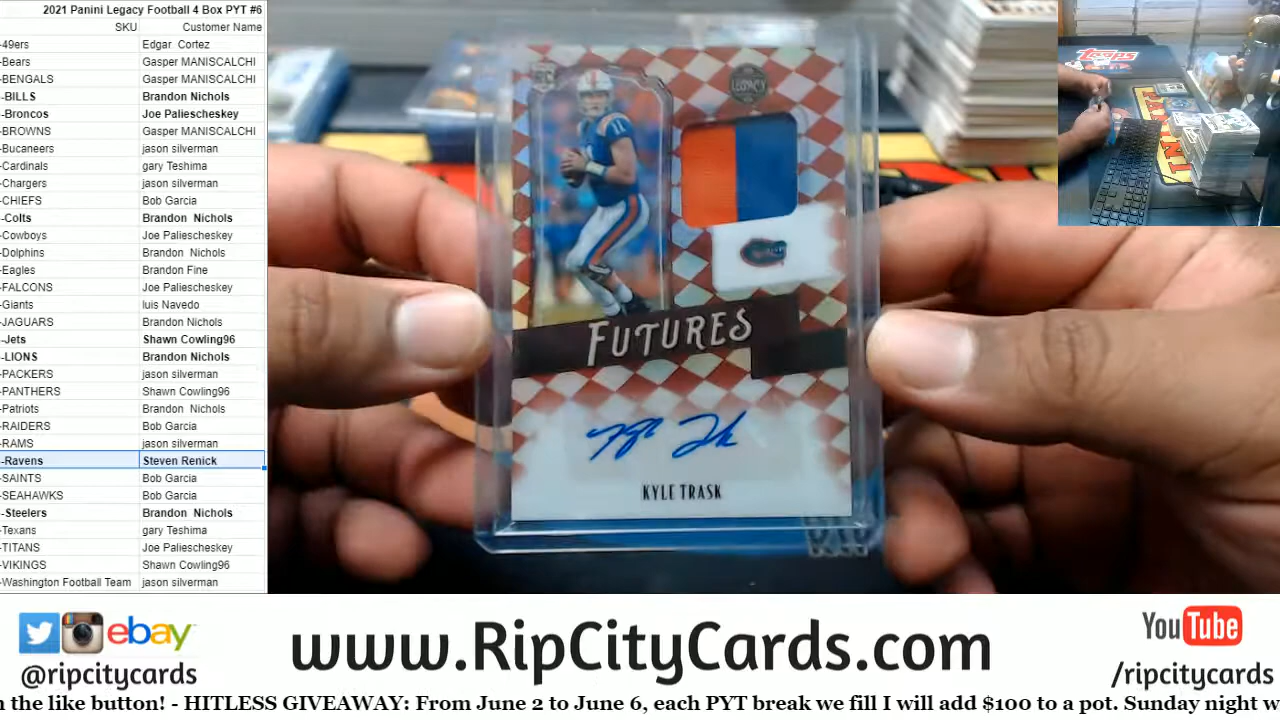 2021 Panini Legacy Football 4 Box PYT #6
SKU Customer Name
-49ers Edgar Cortez
-Bears Gasper MANISCALCHI
-BENGALS Gasper MANISCALCHI
-BILLS Brandon Nichols
-Broncos Joe Paliescheskey
-BROWNS Gasper MANISCALCHI
-Bucaneers jason silverman
-Cardinals gary Teshima
-Chargers jason silverman
-CHIEFS Bob Garcia
-Colts Brandon Nichols
-Cowboys Joe Paliescheskey
-Dolphins Brandon Nichols
-Eagles Brandon Fine
-FALCONS Joe Paliescheskey
-Giants luis Navedo
-JAGUARS Brandon Nichols
-Jets Shawn Cowling96
-LIONS Brandon Nichols
-PACKERS jason silverman
-PANTHERS Shawn Cowling96
-Patriots Brandon Nichols
-RAIDERS Bob Garcia
-RAMS jason silverman
-Ravens Steven Renick
-SAINTS Bob Garcia
-SEAHAWKS Bob Garcia
-Steelers Brandon Nichols
-Texans gary Teshima
-TITANS Joe Paliescheskey
-VIKINGS Shawn Cowling96
-Washington Football Team jason silverman
RC
LEGACY
11
FUTURES
KYLE TRASK
Topps
PANINI
ebay
@ripcitycards
www.RipCityCards.com
YouTube
/ripcitycards
n the like button! - HITLESS GIVEAWAY: From June 2 to June 6, each PYT break we fill I will add $100 to a pot. Sunday night w